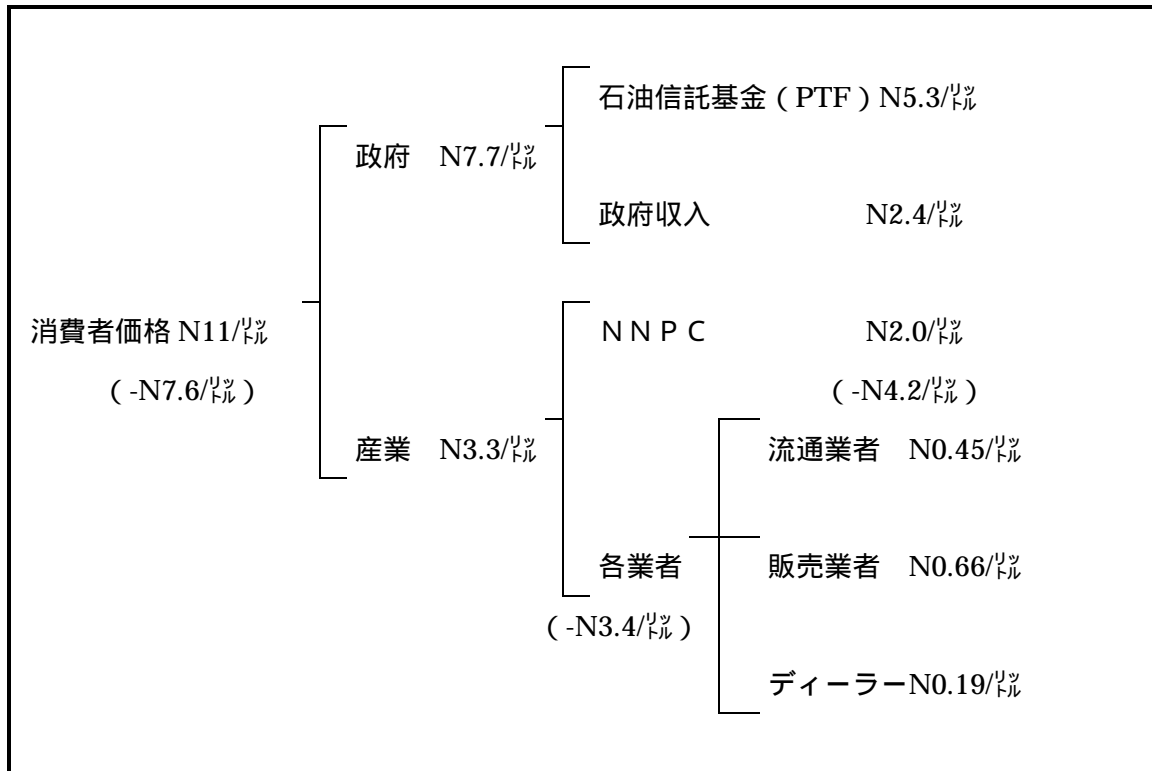 石油信託基金（PTF）N5.3/㍑
政府 N7.7/㍑
政府収入 N2.4/㍑
消費者価格 N11/㍑
ＮＮＰＣ N2.0/㍑
（-N7.6/㍑）
（-N4.2/㍑）
産業 N3.3/㍑
流通業者 N0.45/㍑
各業者
販売業者 N0.66/㍑
（-N3.4/㍑）
ディーラーN0.19/㍑